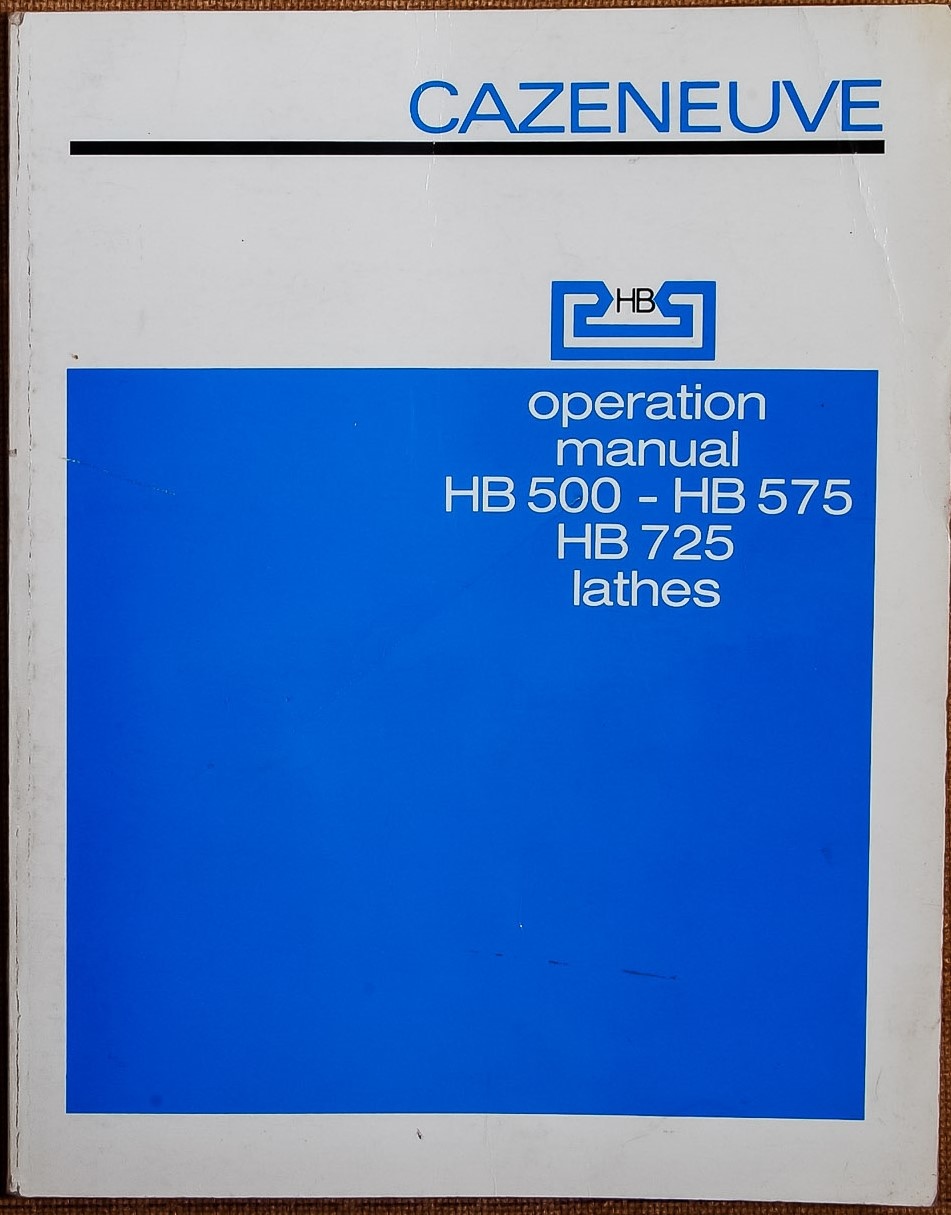 CAZENEUVE
HB
operation
manual
HB 500 - HB 575
HB 725
lathes